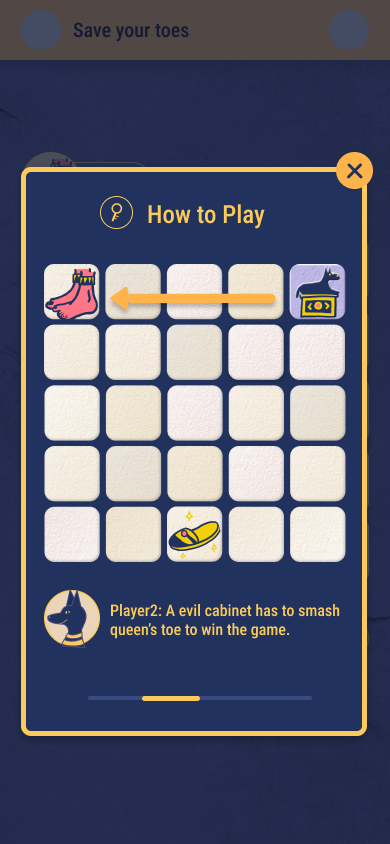 Save your toes
How to Play
Player2: A evil cabinet has to smash
queen's toe to win the game.